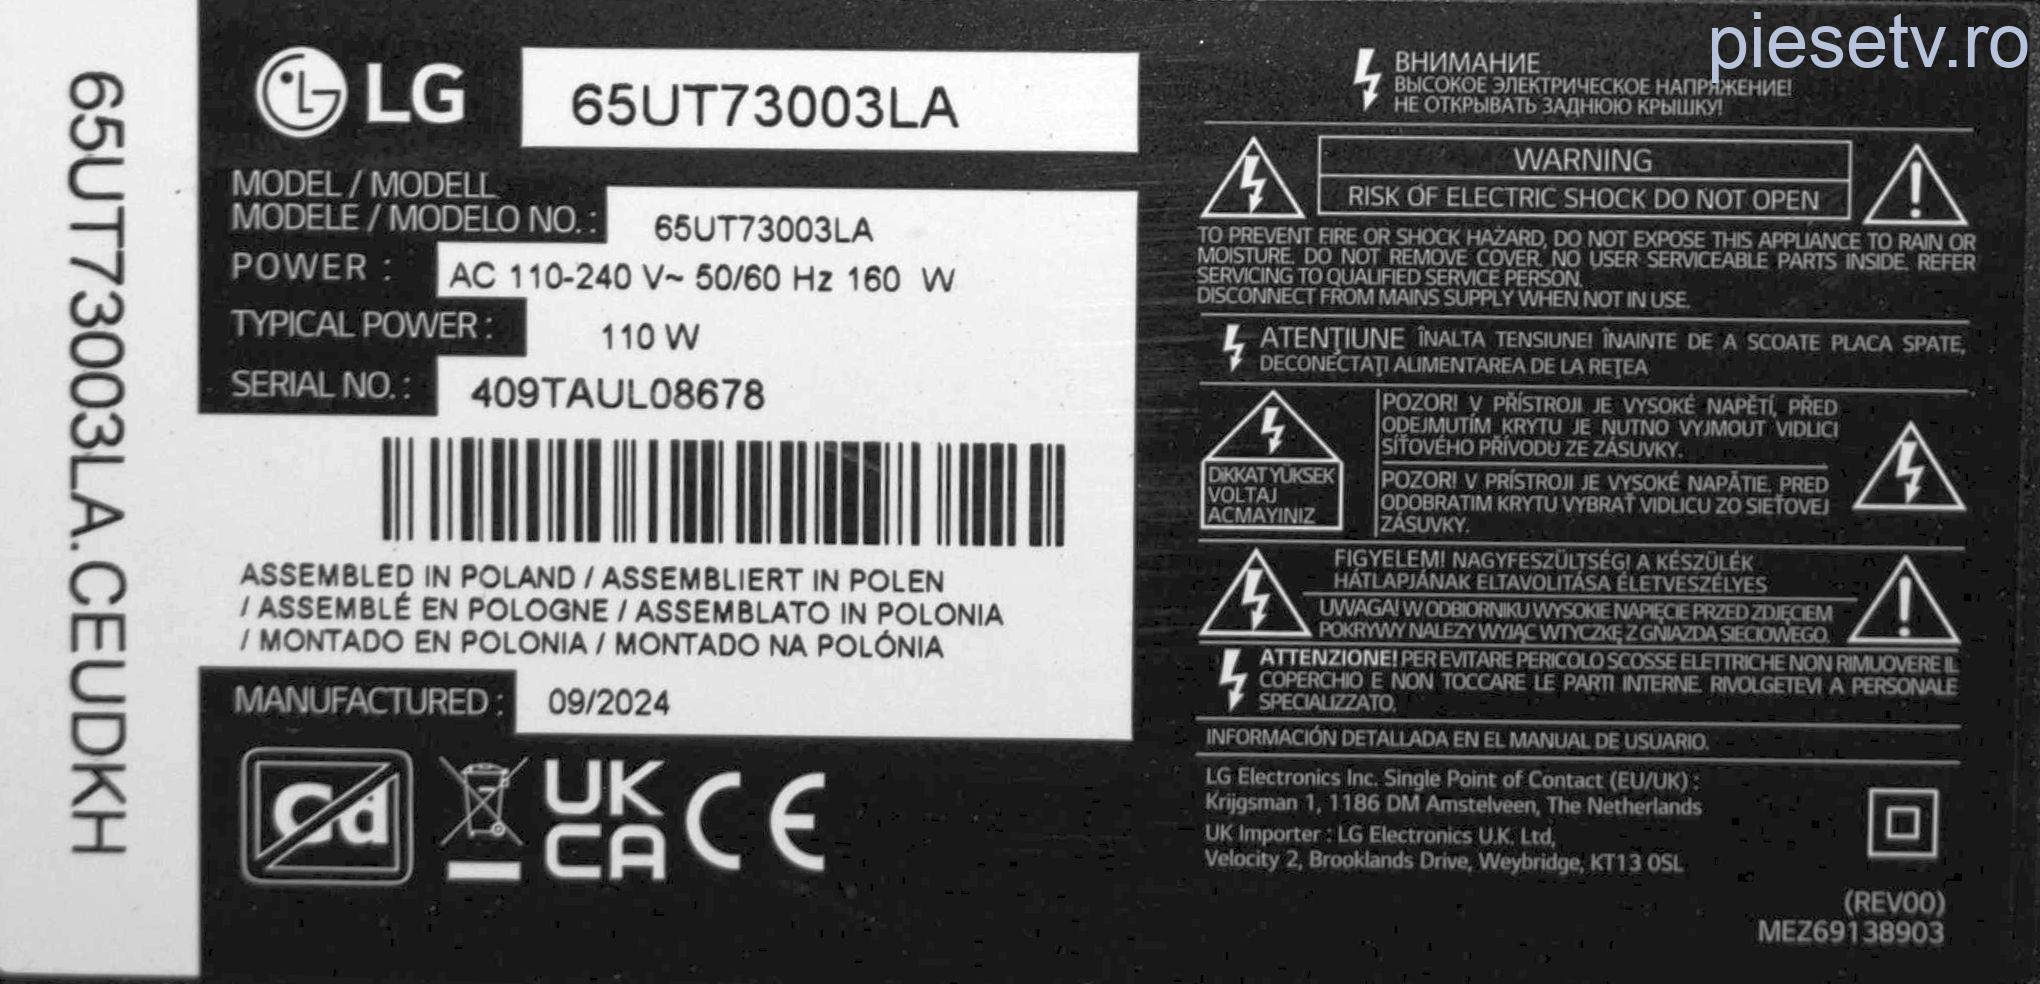 piesetv.ro
65UT73003LA.CEUDKH
LG
65UT73003LA
MODEL / MODELL
MODELE / MODELO NO. :
65UT73003LA
POWER :
AC 110-240 V~ 50/60 Hz 160 W
TYPICAL POWER :
110 W
SERIAL NO. :
409TAUL08678
ASSEMBLED IN POLAND / ASSEMBLIERT IN POLEN
/ ASSEMBLÉ EN POLOGNE / ASSEMBLATO IN POLONIA
/ MONTADO EN POLONIA / MONTADO NA POLÓNIA
MANUFACTURED :
09/2024
Cd
UK
CA
CE
ВНИМАНИЕ
ВЫСОКОЕ ЭЛЕКТРИЧЕСКОЕ НАПРЯЖЕНИЕ!
НЕ ОТКРЫВАТЬ ЗАДНЮЮ КРЫШКУ!
WARNING
RISK OF ELECTRIC SHOCK DO NOT OPEN
TO PREVENT FIRE OR SHOCK HAZARD, DO NOT EXPOSE THIS APPLIANCE TO RAIN OR
MOISTURE. DO NOT REMOVE COVER. NO USER SERVICEABLE PARTS INSIDE. REFER
SERVICING TO QUALIFIED SERVICE PERSON.
DISCONNECT FROM MAINS SUPPLY WHEN NOT IN USE.
ATENŢIUNE ÎNALTA TENSIUNE! ÎNAINTE DE A SCOATE PLACA SPATE,
DECONECTAŢI ALIMENTAREA DE LA REŢEA
DİKKAT YÜKSEK
VOLTAJ
ACMAYINIZ
POZOR! V PŘÍSTROJI JE VYSOKÉ NAPĚTÍ, PŘED
ODEJMUTÍM KRYTU JE NUTNO VYJMOUT VIDLICI
SÍŤOVÉHO PŘÍVODU ZE ZÁSUVKY.
POZOR! V PRÍSTROJI JE VYSOKÉ NAPÄTIE. PRED
ODOBRATIM KRYTU VYBRAŤ VIDLICU ZO SIEŤOVEJ
ZÁSUVKY.
FIGYELEM! NAGYFESZÜLTSÉG! A KÉSZÜLÉK
HÁTLAPJÁNAK ELTAVOLITÁSA ÉLETVESZÉLYES
UWAGA! W ODBIORNIKU WYSOKIE NAPIĘCIE PRZED ZDJĘCIEM
POKRYWY NALEZY WYJĄC WTYCZKĘ Z GNIAZDA SIECIOWEGO.
ATTENZIONE! PER EVITARE PERICOLO SCOSSE ELETTRICHE NON RIMUOVERE IL
COPERCHIO E NON TOCCARE LE PARTI INTERNE. RIVOLGETEVI A PERSONALE
SPECIALIZZATO.
INFORMACIÓN DETALLADA EN EL MANUAL DE USUARIO.
LG Electronics Inc. Single Point of Contact (EU/UK) :
Krijgsman 1, 1186 DM Amstelveen, The Netherlands
UK Importer : LG Electronics U.K. Ltd,
Velocity 2, Brooklands Drive, Weybridge, KT13 0SL
(REV00)
MEZ69138903